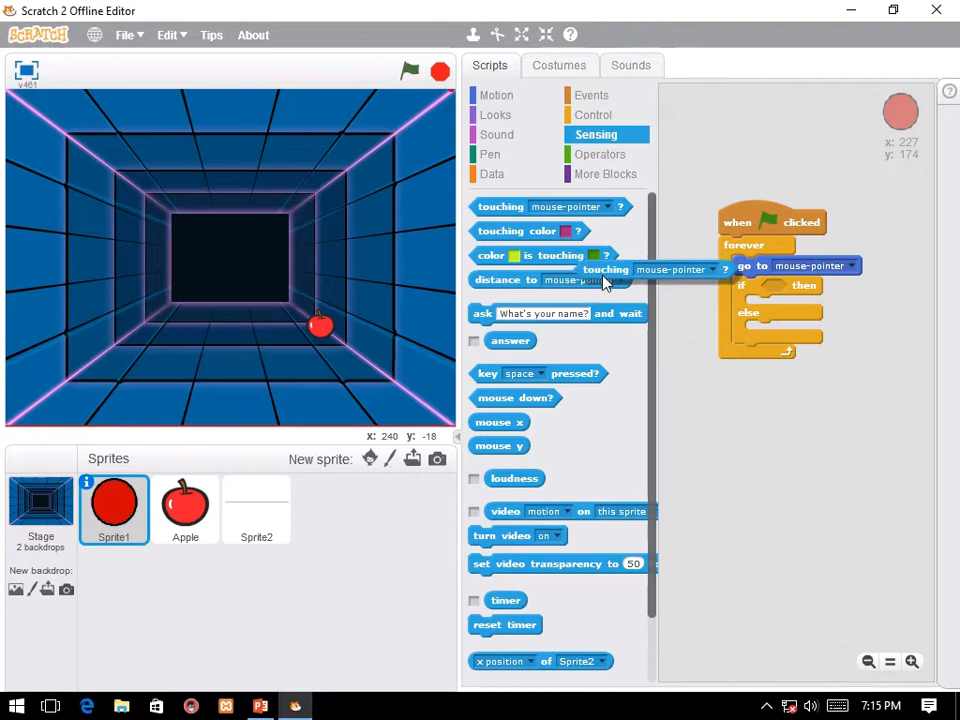 Scratch 2 Offline Editor
SCRATCH File Edit Tips About
v461
Scripts Costumes Sounds
Motion Events
Looks Control
Sound Sensing
Pen Operators
Data More Blocks
touching mouse-pointer ?
touching color ?
color is touching ?
distance to mouse-poin
touching mouse-pointer ?
ask What's your name? and wait
answer
key space pressed?
mouse down?
mouse x
mouse y
loudness
video motion on this sprite
turn video on
set video transparency to 50
timer
reset timer
x position of Sprite2
x: 227
y: 174
when clicked
forever
go to mouse-pointer
if then
else
x: 240 y: -18
Sprites New sprite:
Stage
2 backdrops
New backdrop:
Sprite1 Apple Sprite2
7:15 PM